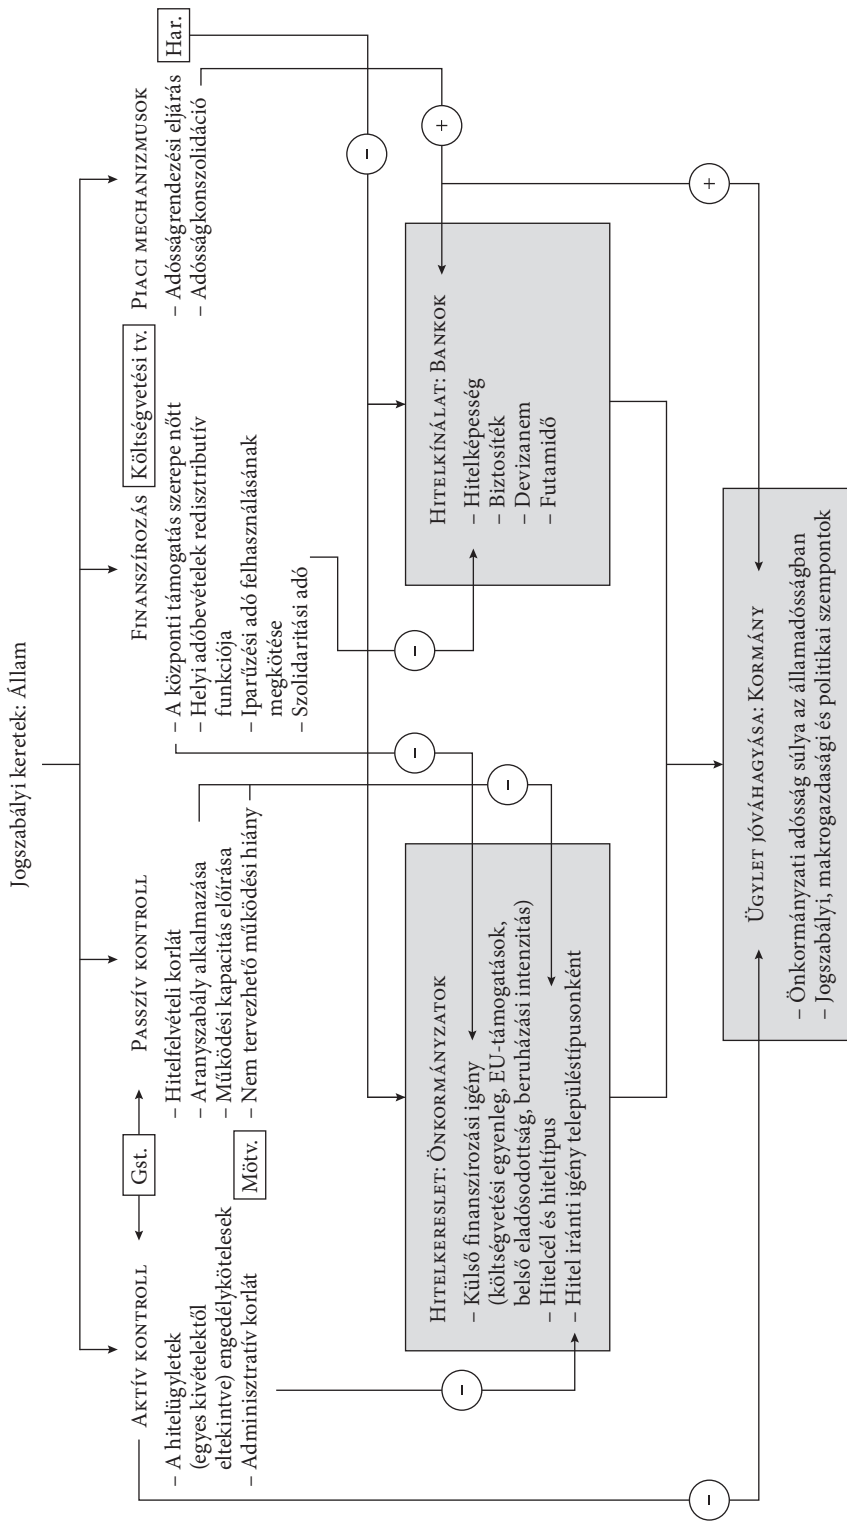 Jogszabályi keretek: Állam
Aktív kontroll
– A hitelügyletek
(egyes kivételektől
eltekintve) engedélykötelesek
– Adminisztratív korlát
Gst.
Passzív kontroll
– Hitelfelvételi korlát
– Aranyszabály alkalmazása
– Működési kapacitás előírása
– Nem tervezhető működési hiány
Mötv.
Finanszírozás
Költségvetési tv.
– A központi támogatás szerepe nőtt
– Helyi adóbevételek redisztributív
funkciója
– Iparűzési adó felhasználásának
megkötése
– Szolidaritási adó
Piaci mechanizmusok
– Adósságrendezési eljárás
– Adósságkonszolidáció
Har.
–
–
–
–
–
+
Hitelkereslet: Önkormányzatok
– Külső finanszírozási igény
(költségvetési egyenleg, EU-támogatások,
belső eladósodottság, beruházási intenzitás)
– Hitelcél és hiteltípus
– Hitel iránti igény településtípusonként
Hitelkínálat: Bankok
– Hitelképesség
– Biztosíték
– Devizanem
– Futamidő
–
+
Ügylet jóváhagyása: Kormány
– Önkormányzati adósság súlya az államadósságban
– Jogszabályi, makrogazdasági és politikai szempontok